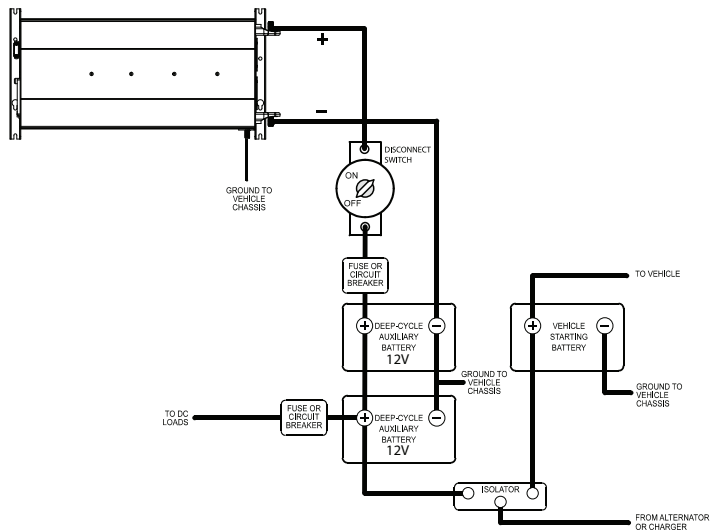 +
−
DISCONNECT
SWITCH
ON
OFF
GROUND TO
VEHICLE
CHASSIS
FUSE OR
CIRCUIT
BREAKER
TO VEHICLE
+
DEEP-CYCLE
AUXILIARY
BATTERY
12V
−
+
VEHICLE
STARTING
BATTERY
−
GROUND TO
VEHICLE
CHASSIS
GROUND TO
VEHICLE
CHASSIS
TO DC
LOADS
FUSE OR
CIRCUIT
BREAKER
+
DEEP-CYCLE
AUXILIARY
BATTERY
12V
−
ISOLATOR
FROM ALTERNATOR
OR CHARGER